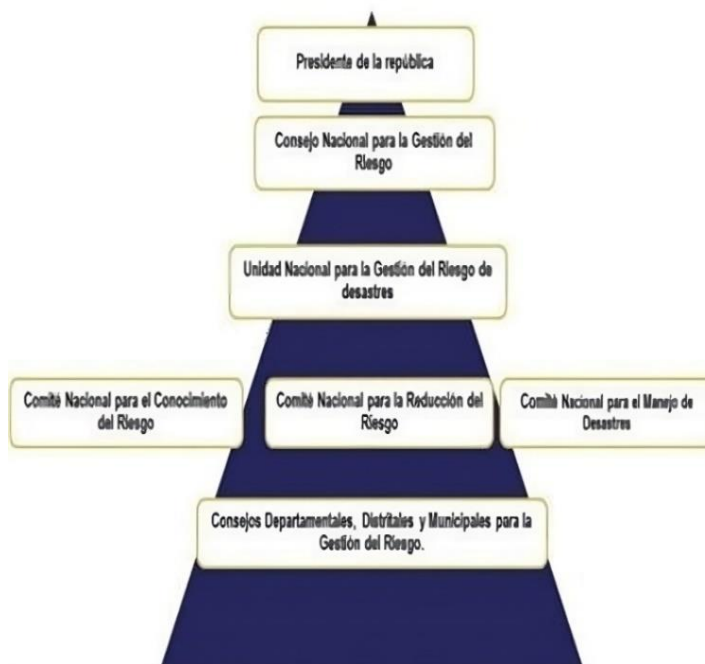 Presidente de la república
Consejo Nacional para la Gestión del
Riesgo
Unidad Nacional para la Gestión del Riesgo de
desastres
Comité Nacional para el Conocimiento
del Riesgo
Comité Nacional para la Reducción del
Riesgo
Comité Nacional para el Manejo de
Desastres
Consejos Departamentales, Distritales y Municipales para la
Gestión del Riesgo.